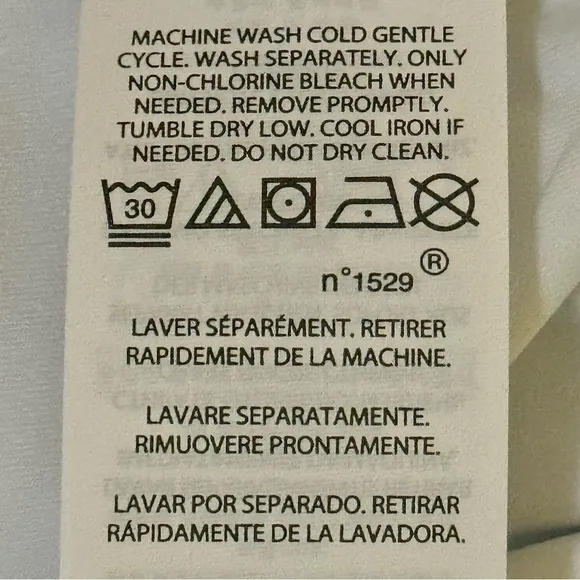 MACHINE WASH COLD GENTLE
CYCLE. WASH SEPARATELY. ONLY
NON-CHLORINE BLEACH WHEN
NEEDED. REMOVE PROMPTLY.
TUMBLE DRY LOW. COOL IRON IF
NEEDED. DO NOT DRY CLEAN.
30
n°1529 ®
LAVER SÉPARÉMENT. RETIRER
RAPIDEMENT DE LA MACHINE.
LAVARE SEPARATAMENTE.
RIMUOVERE PRONTAMENTE.
LAVAR POR SEPARADO. RETIRAR
RÁPIDAMENTE DE LA LAVADORA.